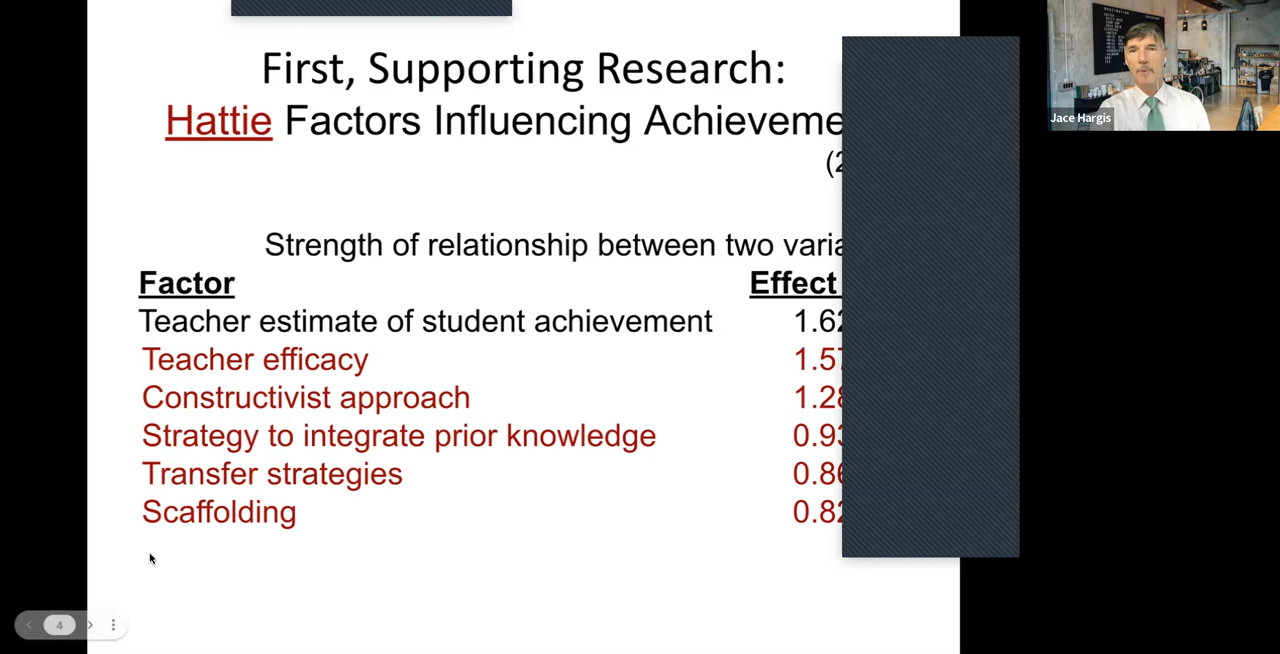 First, Supporting Research:
Hattie Factors Influencing Achieveme
(2
Strength of relationship between two varia
Factor Effect
Teacher estimate of student achievement 1.62
Teacher efficacy 1.57
Constructivist approach 1.28
Strategy to integrate prior knowledge 0.93
Transfer strategies 0.86
Scaffolding 0.82
4
Jace Hargis